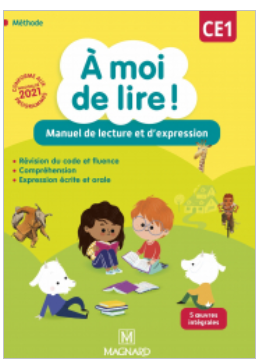 Méthode
CE1
CONFORME AUX
PROGRAMMES
2021
À moi
de lire !
Manuel de lecture et d'expression
• Révision du code et fluence
• Compréhension
• Expression écrite et orale
5 œuvres
intégrales
M
MAGNARD